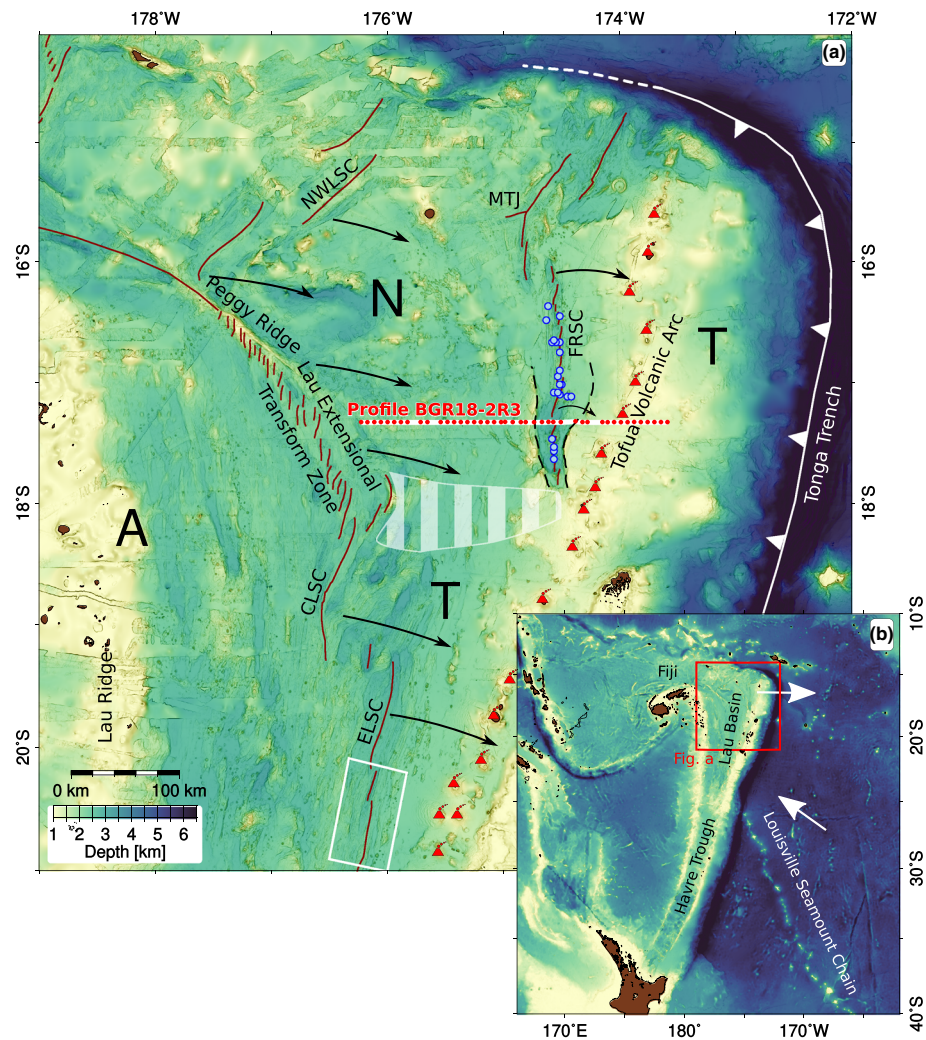 178°W 176°W 174°W 172°W
(a)
NWLSC
MTJ
16°S
16°S
N
Peggy Ridge
FRSC
T
Lau Extensional
Transform Zone
Profile BGR18-2R3
Tofua Volcanic Arc
Tonga Trench
18°S
18°S
A
T
CLSC
Lau Ridge
ELSC
20°S
0 km 100 km
1 2 3 4 5 6
Depth [km]
(b)
10°S
Fiji
Lau Basin
20°S
Fig. a
Havre Trough
Louisville Seamount Chain
30°S
40°S
170°E 180° 170°W